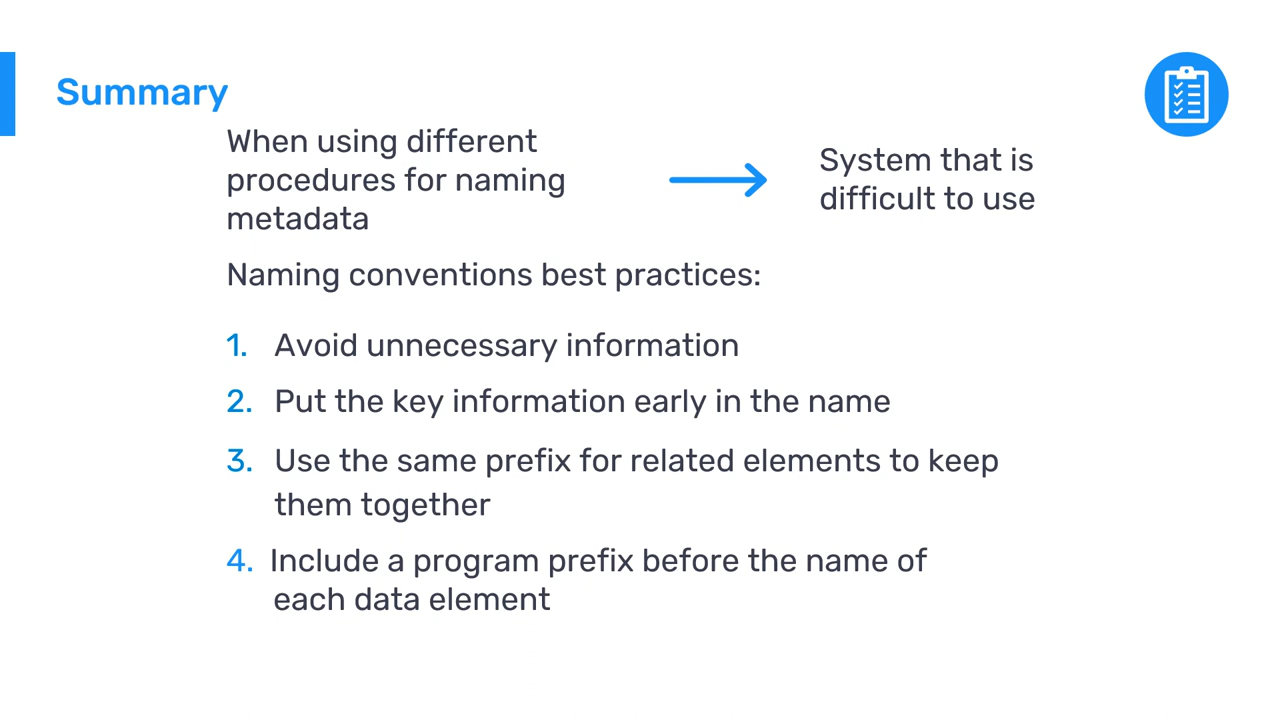 Summary
When using different
procedures for naming
metadata
System that is
difficult to use
Naming conventions best practices:
1. Avoid unnecessary information
2. Put the key information early in the name
3. Use the same prefix for related elements to keep
them together
4. Include a program prefix before the name of
each data element